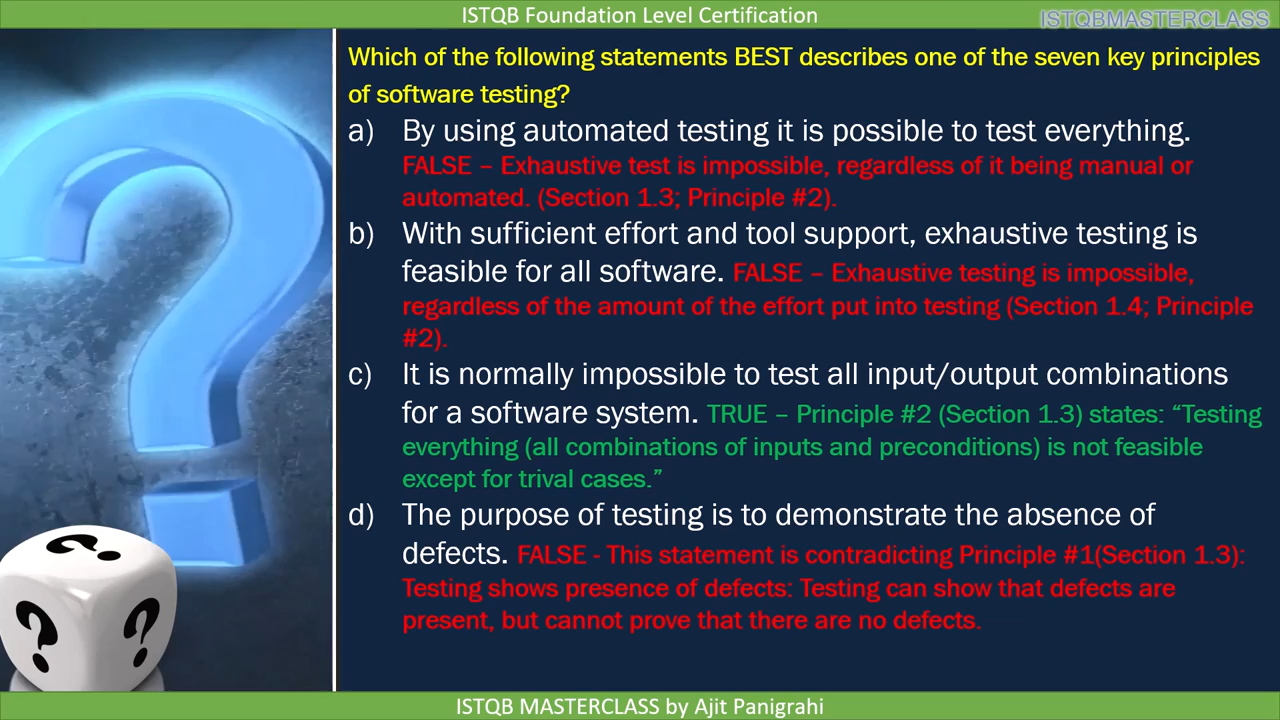 ISTQB Foundation Level Certification
ISTQBMASTERCLASS
Which of the following statements BEST describes one of the seven key principles
of software testing?
a) By using automated testing it is possible to test everything.
FALSE – Exhaustive test is impossible, regardless of it being manual or
automated. (Section 1.3; Principle #2).
b) With sufficient effort and tool support, exhaustive testing is
feasible for all software. FALSE – Exhaustive testing is impossible,
regardless of the amount of the effort put into testing (Section 1.4; Principle
#2).
c) It is normally impossible to test all input/output combinations
for a software system. TRUE – Principle #2 (Section 1.3) states: “Testing
everything (all combinations of inputs and preconditions) is not feasible
except for trival cases.”
d) The purpose of testing is to demonstrate the absence of
defects. FALSE - This statement is contradicting Principle #1(Section 1.3):
Testing shows presence of defects: Testing can show that defects are
present, but cannot prove that there are no defects.
? ? ?
ISTQB MASTERCLASS by Ajit Panigrahi